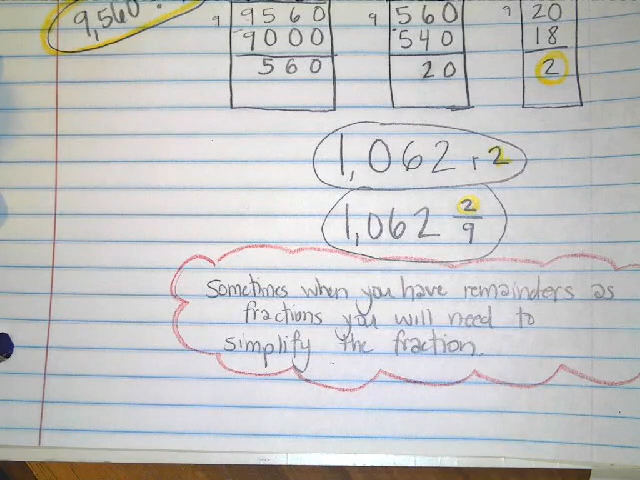 9,560 ÷
9 9560 9 560 9 20
-9000 -540 18
560 20 2
1,062 r 2
1,062 2/9
Sometimes when you have remainders as
fractions you will need to
simplify the fraction.